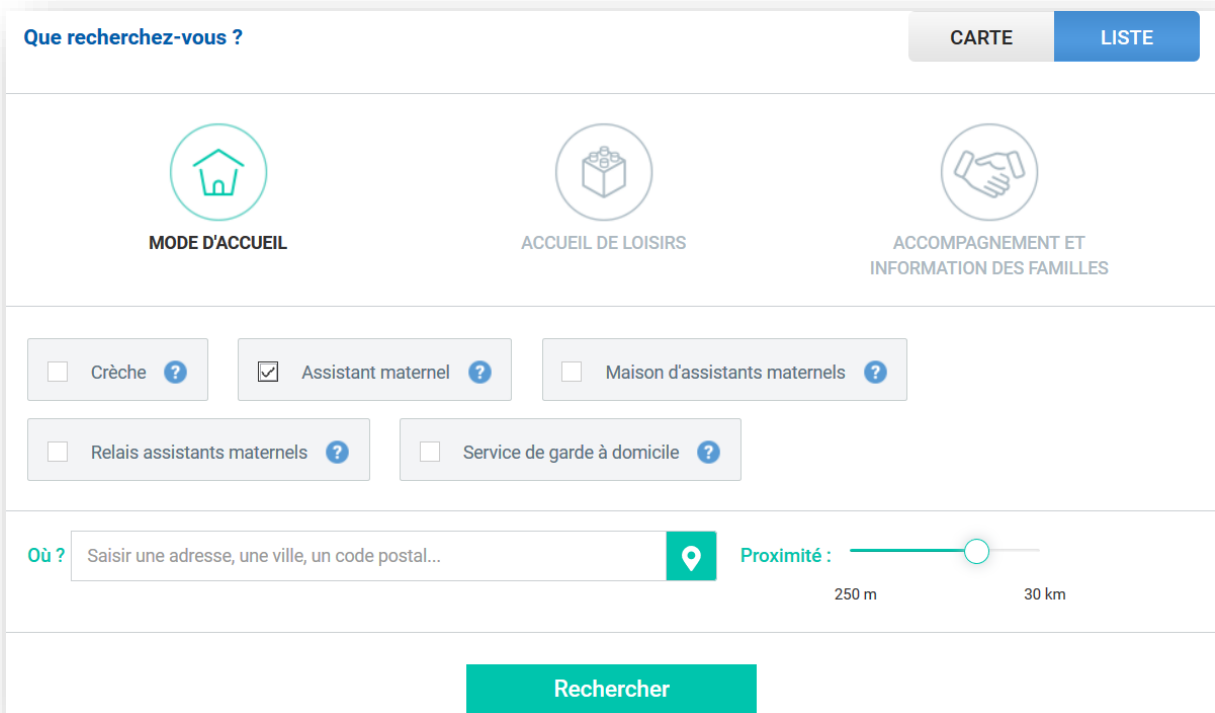 Que recherchez-vous ?
CARTE
LISTE
MODE D'ACCUEIL
ACCUEIL DE LOISIRS
ACCOMPAGNEMENT ET
INFORMATION DES FAMILLES
Crèche ?
Assistant maternel ?
Maison d'assistants maternels ?
Relais assistants maternels ?
Service de garde à domicile ?
Où ?
Saisir une adresse, une ville, un code postal...
Proximité :
250 m
30 km
Rechercher